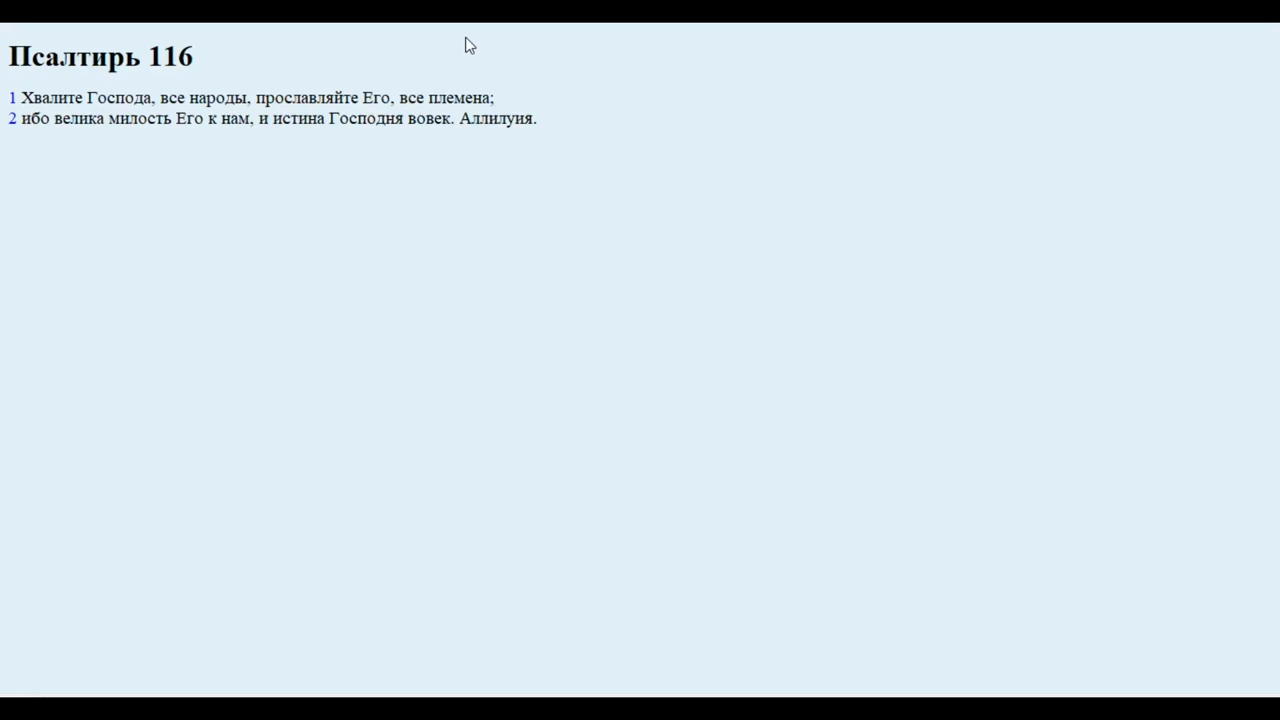 Псалтирь 116
1 Хвалите Господа, все народы, прославляйте Его, все племена;
2 ибо велика милость Его к нам, и истина Господня вовек. Аллилуия.